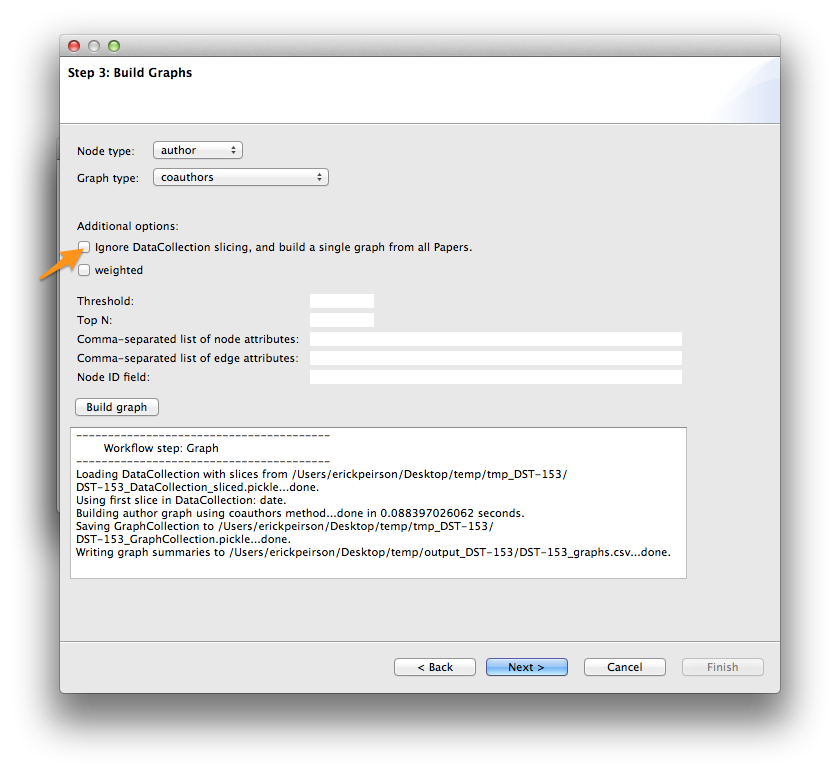 Step 3: Build Graphs
Node type: author
Graph type: coauthors
Additional options:
Ignore DataCollection slicing, and build a single graph from all Papers.
weighted
Threshold:
Top N:
Comma-separated list of node attributes:
Comma-separated list of edge attributes:
Node ID field:
Build graph
----------------------------------------
Workflow step: Graph
----------------------------------------
Loading DataCollection with slices from /Users/erickpeirson/Desktop/temp/tmp_DST-153/
DST-153_DataCollection_sliced.pickle...done.
Using first slice in DataCollection: date.
Building author graph using coauthors method...done in 0.088397026062 seconds.
Saving GraphCollection to /Users/erickpeirson/Desktop/temp/tmp_DST-153/
DST-153_GraphCollection.pickle...done.
Writing graph summaries to /Users/erickpeirson/Desktop/temp/output_DST-153/DST-153_graphs.csv...done.
< Back Next > Cancel Finish